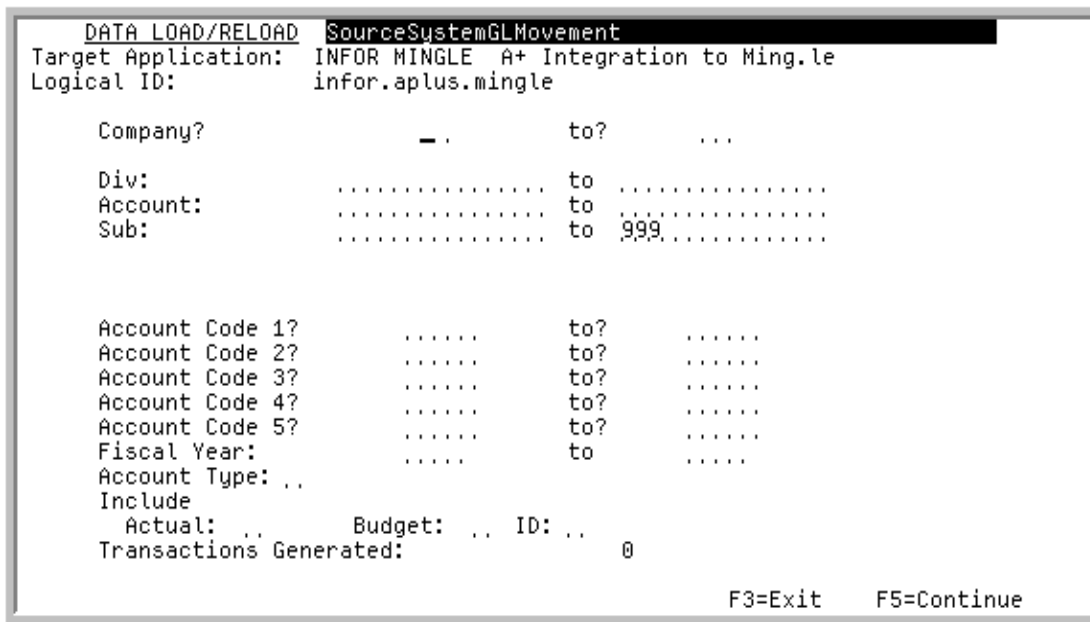 DATA LOAD/RELOAD SourceSystemGLMovement
Target Application: INFOR MINGLE A+ Integration to Ming.le
Logical ID: infor.aplus.mingle
Company? _ . to? ...
Div: ................ to ................
Account: ................ to ................
Sub: ................ to 999.............
Account Code 1? ...... to? ......
Account Code 2? ...... to? ......
Account Code 3? ...... to? ......
Account Code 4? ...... to? ......
Account Code 5? ...... to? ......
Fiscal Year: ..... to .....
Account Type: ..
Include
Actual: .. Budget: .. ID: ..
Transactions Generated: 0
F3=Exit F5=Continue